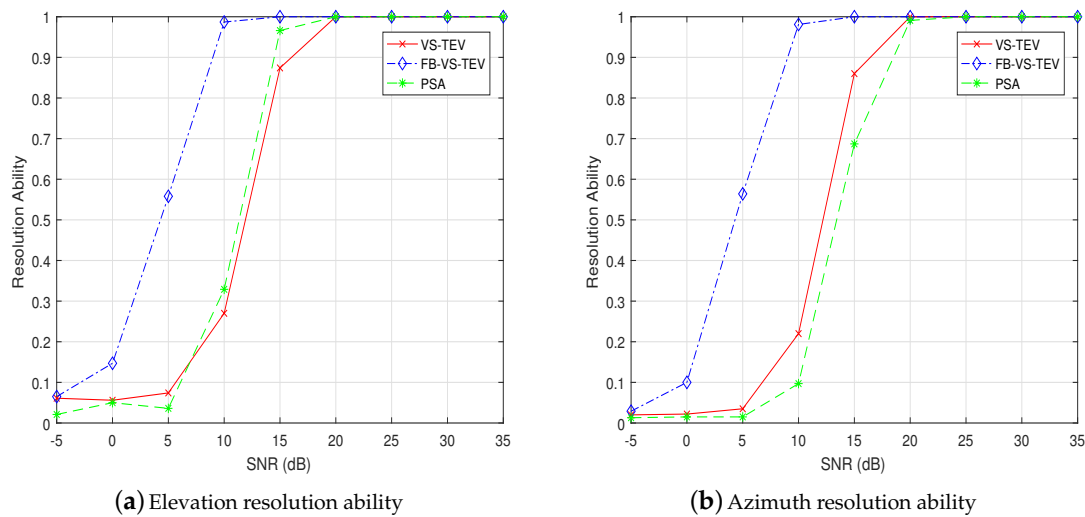 1
0.9
0.8
0.7
0.6
0.5
0.4
0.3
0.2
0.1
0
Resolution Ability
VS-TEV
FB-VS-TEV
PSA
-5 0 5 10 15 20 25 30 35
SNR (dB)
(a) Elevation resolution ability
1
0.9
0.8
0.7
0.6
0.5
0.4
0.3
0.2
0.1
0
Resolution Ability
VS-TEV
FB-VS-TEV
PSA
-5 0 5 10 15 20 25 30 35
SNR (dB)
(b) Azimuth resolution ability